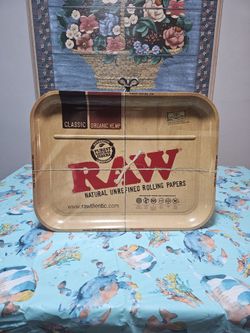 CLASSIC ORGANIC HEMP
RAW
NATURAL UNREFINED ROLLING PAPERS
www.rawthentic.com